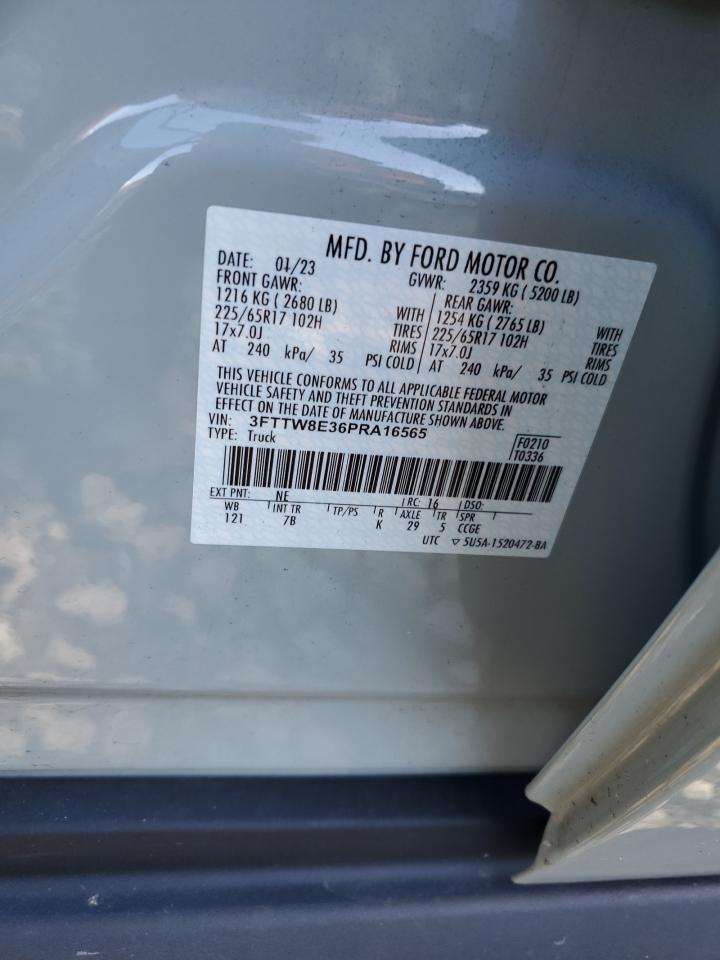 MFD. BY FORD MOTOR CO.
DATE: 01/23 GVWR: 2359 KG ( 5200 LB)
FRONT GAWR: REAR GAWR:
1216 KG ( 2680 LB) WITH 1254 KG ( 2765 LB) WITH
225/65R17 102H TIRES 225/65R17 102H TIRES
17x7.0J RIMS 17x7.0J RIMS
AT 240 kPa/ 35 PSI COLD AT 240 kPa/ 35 PSI COLD
THIS VEHICLE CONFORMS TO ALL APPLICABLE FEDERAL MOTOR
VEHICLE SAFETY AND THEFT PREVENTION STANDARDS IN
EFFECT ON THE DATE OF MANUFACTURE SHOWN ABOVE.
VIN: 3FTTW8E36PRA16565
TYPE: Truck
F0210
T0336
EXT PNT: NE RC: 16 DSO:
WB INT TR TP/PS R AXLE TR SPR
121 7B K 29 5 CCGE
UTC ▽ 5U5A-1520472-BA